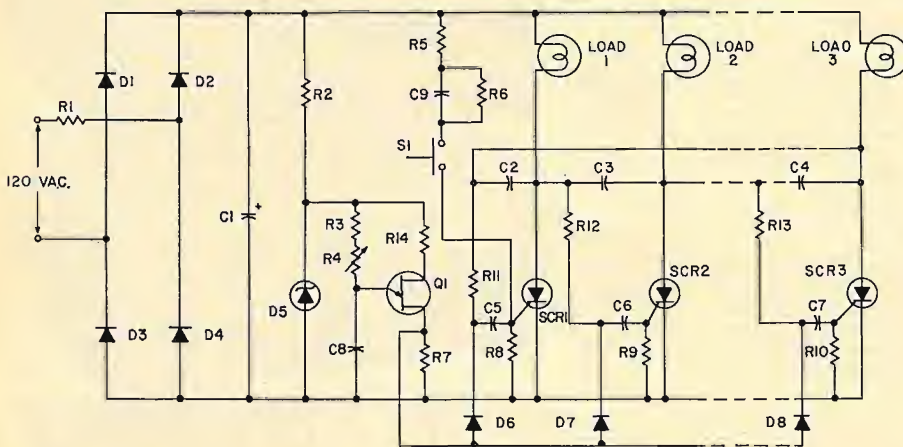 R5
LOAD
1
LOAD
2
LOAO
3
D1
D2
R2
C9
R6
R1
S1
120 VAC.
C2
C3
C4
C1
+
R3
R14
R12
R13
R4
Q1
R11
SCR2
SCR3
D5
C5
SCR1
C6
C7
D3
D4
C8
R7
R8
R9
R10
D6
D7
D8